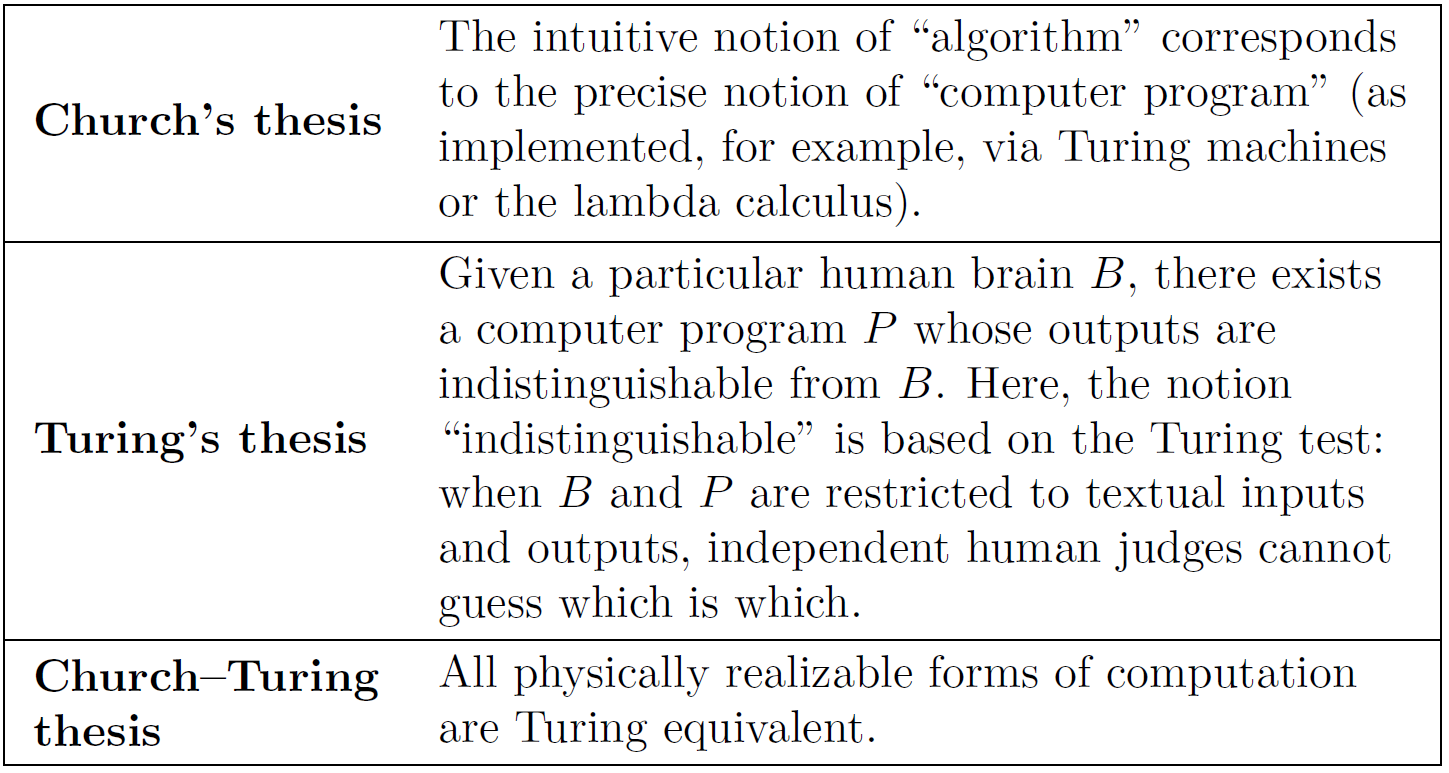 Church’s thesis
The intuitive notion of “algorithm” corresponds
to the precise notion of “computer program” (as
implemented, for example, via Turing machines
or the lambda calculus).
Turing’s thesis
Given a particular human brain B, there exists
a computer program P whose outputs are
indistinguishable from B. Here, the notion
“indistinguishable” is based on the Turing test:
when B and P are restricted to textual inputs
and outputs, independent human judges cannot
guess which is which.
Church–Turing
thesis
All physically realizable forms of computation
are Turing equivalent.